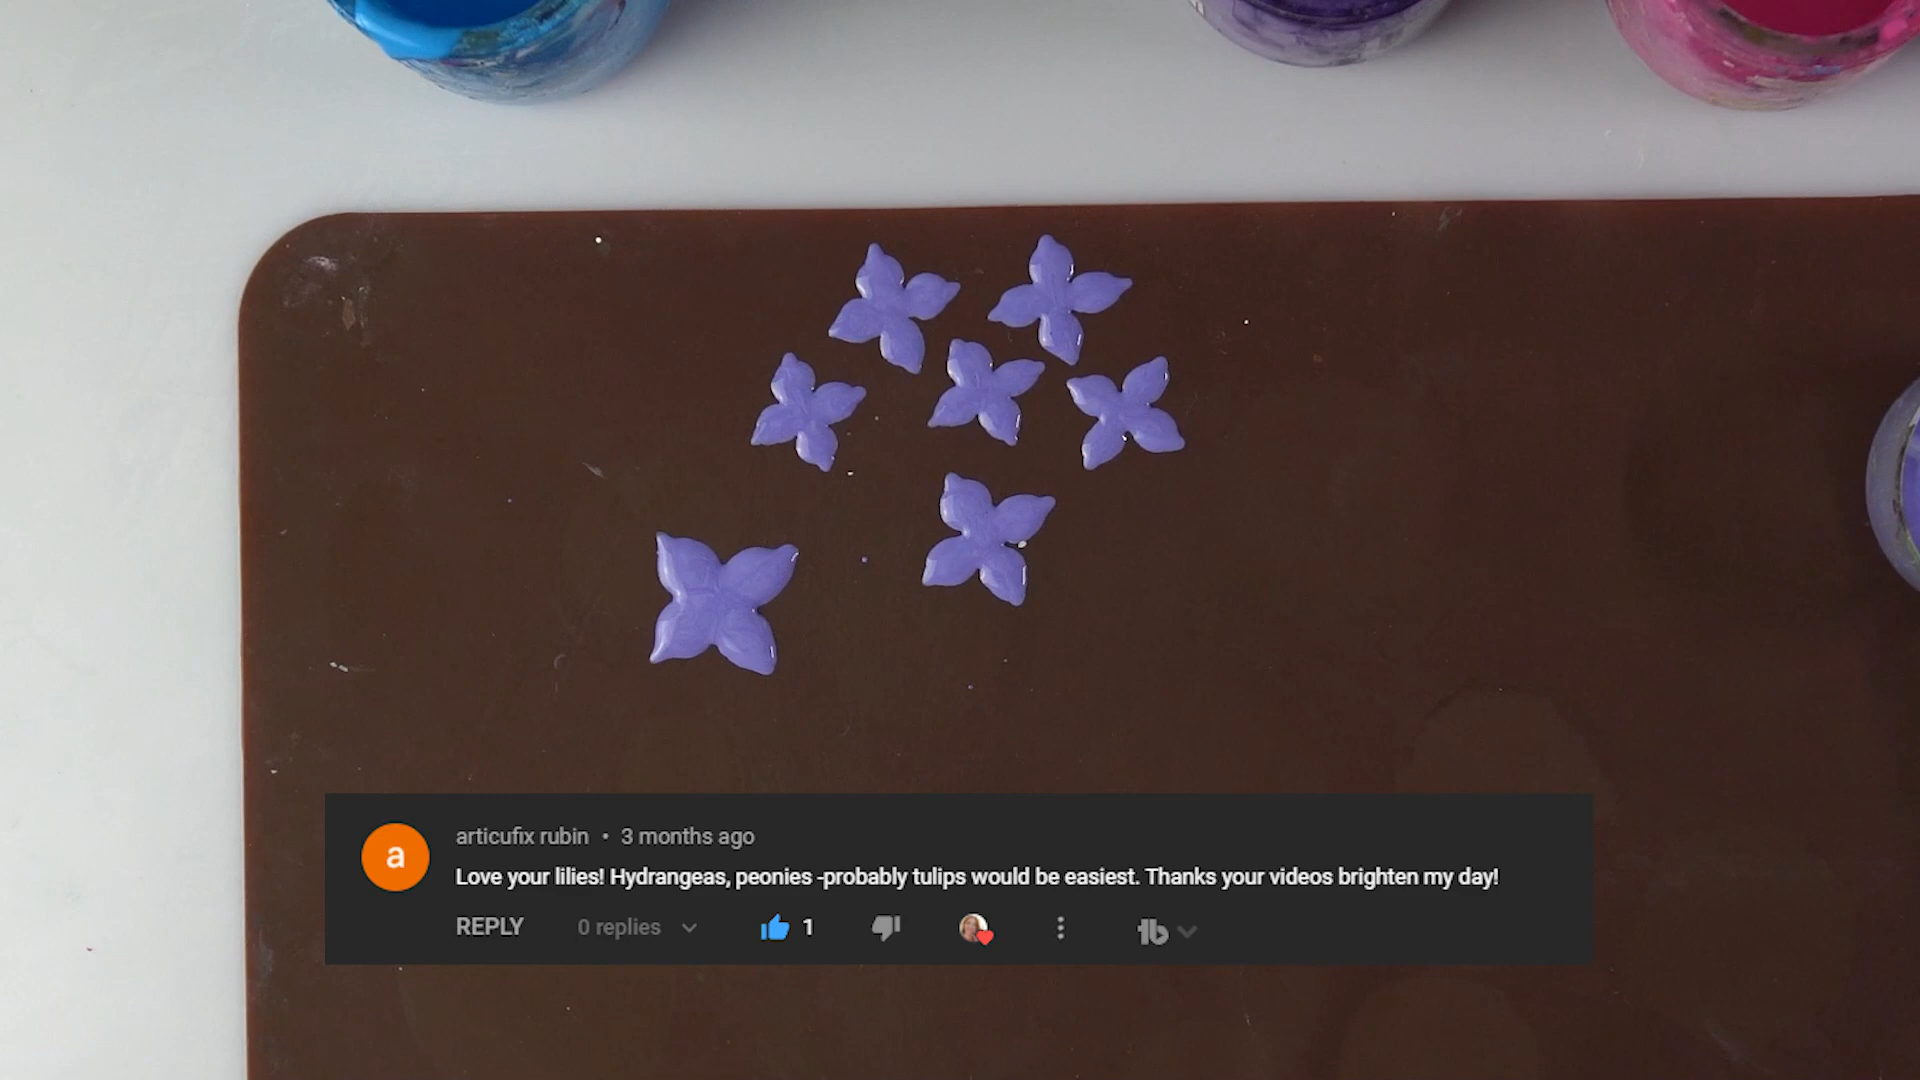 a
articufix rubin • 3 months ago
Love your lilies! Hydrangeas, peonies -probably tulips would be easiest. Thanks your videos brighten my day!
REPLY 0 replies 1 tb